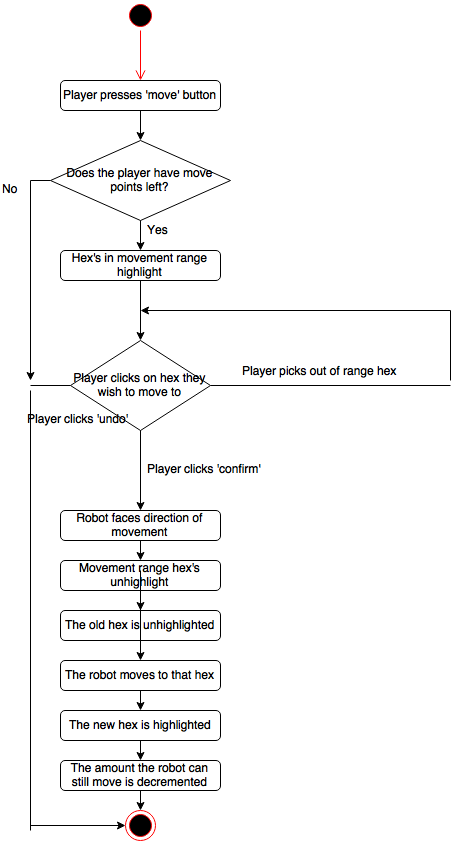 Player presses 'move' button
Does the player have move
points left?
No
Yes
Hex's in movement range
highlight
Player picks out of range hex
Player clicks on hex they
wish to move to
Player clicks 'undo'
Player clicks 'confirm'
Robot faces direction of
movement
Movement range hex's
unhighlight
The old hex is unhighlighted
The robot moves to that hex
The new hex is highlighted
The amount the robot can
still move is decremented